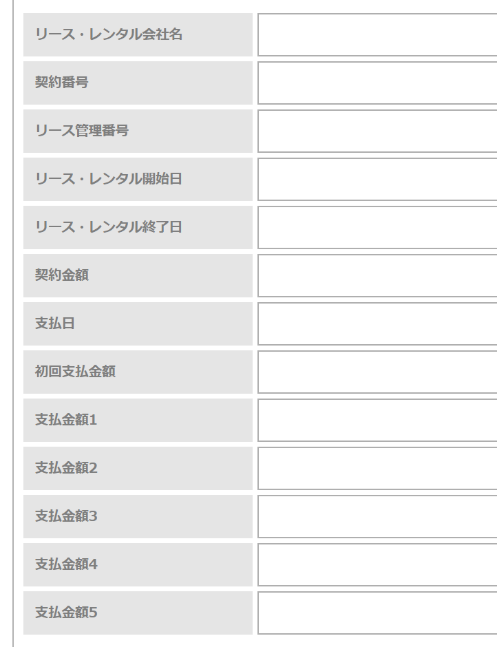 リース・レンタル会社名
契約番号
リース管理番号
リース・レンタル開始日
リース・レンタル終了日
契約金額
支払日
初回支払金額
支払金額1
支払金額2
支払金額3
支払金額4
支払金額5